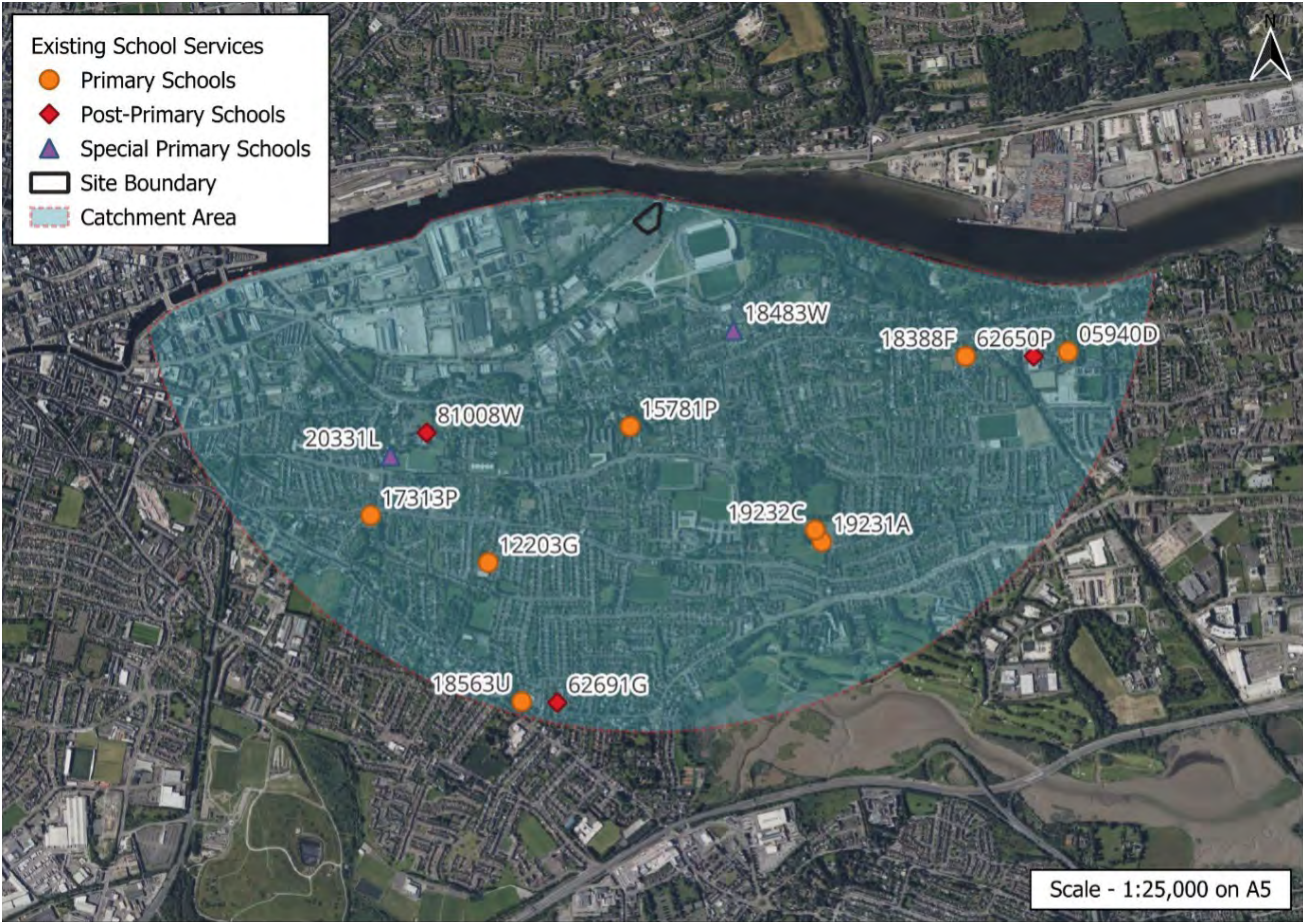 Existing School Services
Primary Schools
Post-Primary Schools
Special Primary Schools
Site Boundary
Catchment Area
N
18483W
18388F
62650P
05940D
15781P
81008W
20331L
17313P
19232C
19231A
12203G
18563U
62691G
Scale - 1:25,000 on A5